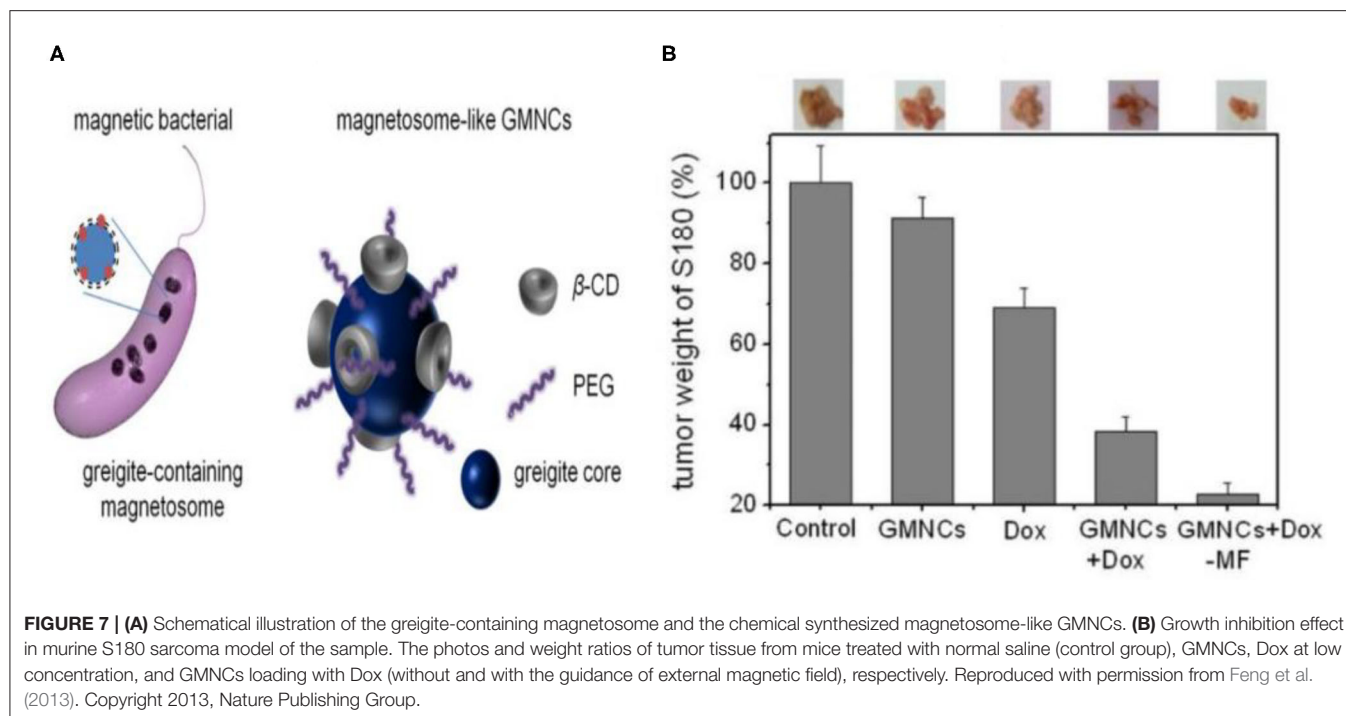 A
magnetic bacterial
magnetosome-like GMNCs
β-CD
PEG
greigite core
greigite-containing
magnetosome
B
tumor weight of S180 (%)
100
80
60
40
20
Control
GMNCs
Dox
GMNCs
+Dox
GMNCs+Dox
-MF
FIGURE 7 | (A) Schematical illustration of the greigite-containing magnetosome and the chemical synthesized magnetosome-like GMNCs. (B) Growth inhibition effect
in murine S180 sarcoma model of the sample. The photos and weight ratios of tumor tissue from mice treated with normal saline (control group), GMNCs, Dox at low
concentration, and GMNCs loading with Dox (without and with the guidance of external magnetic field), respectively. Reproduced with permission from Feng et al.
(2013). Copyright 2013, Nature Publishing Group.